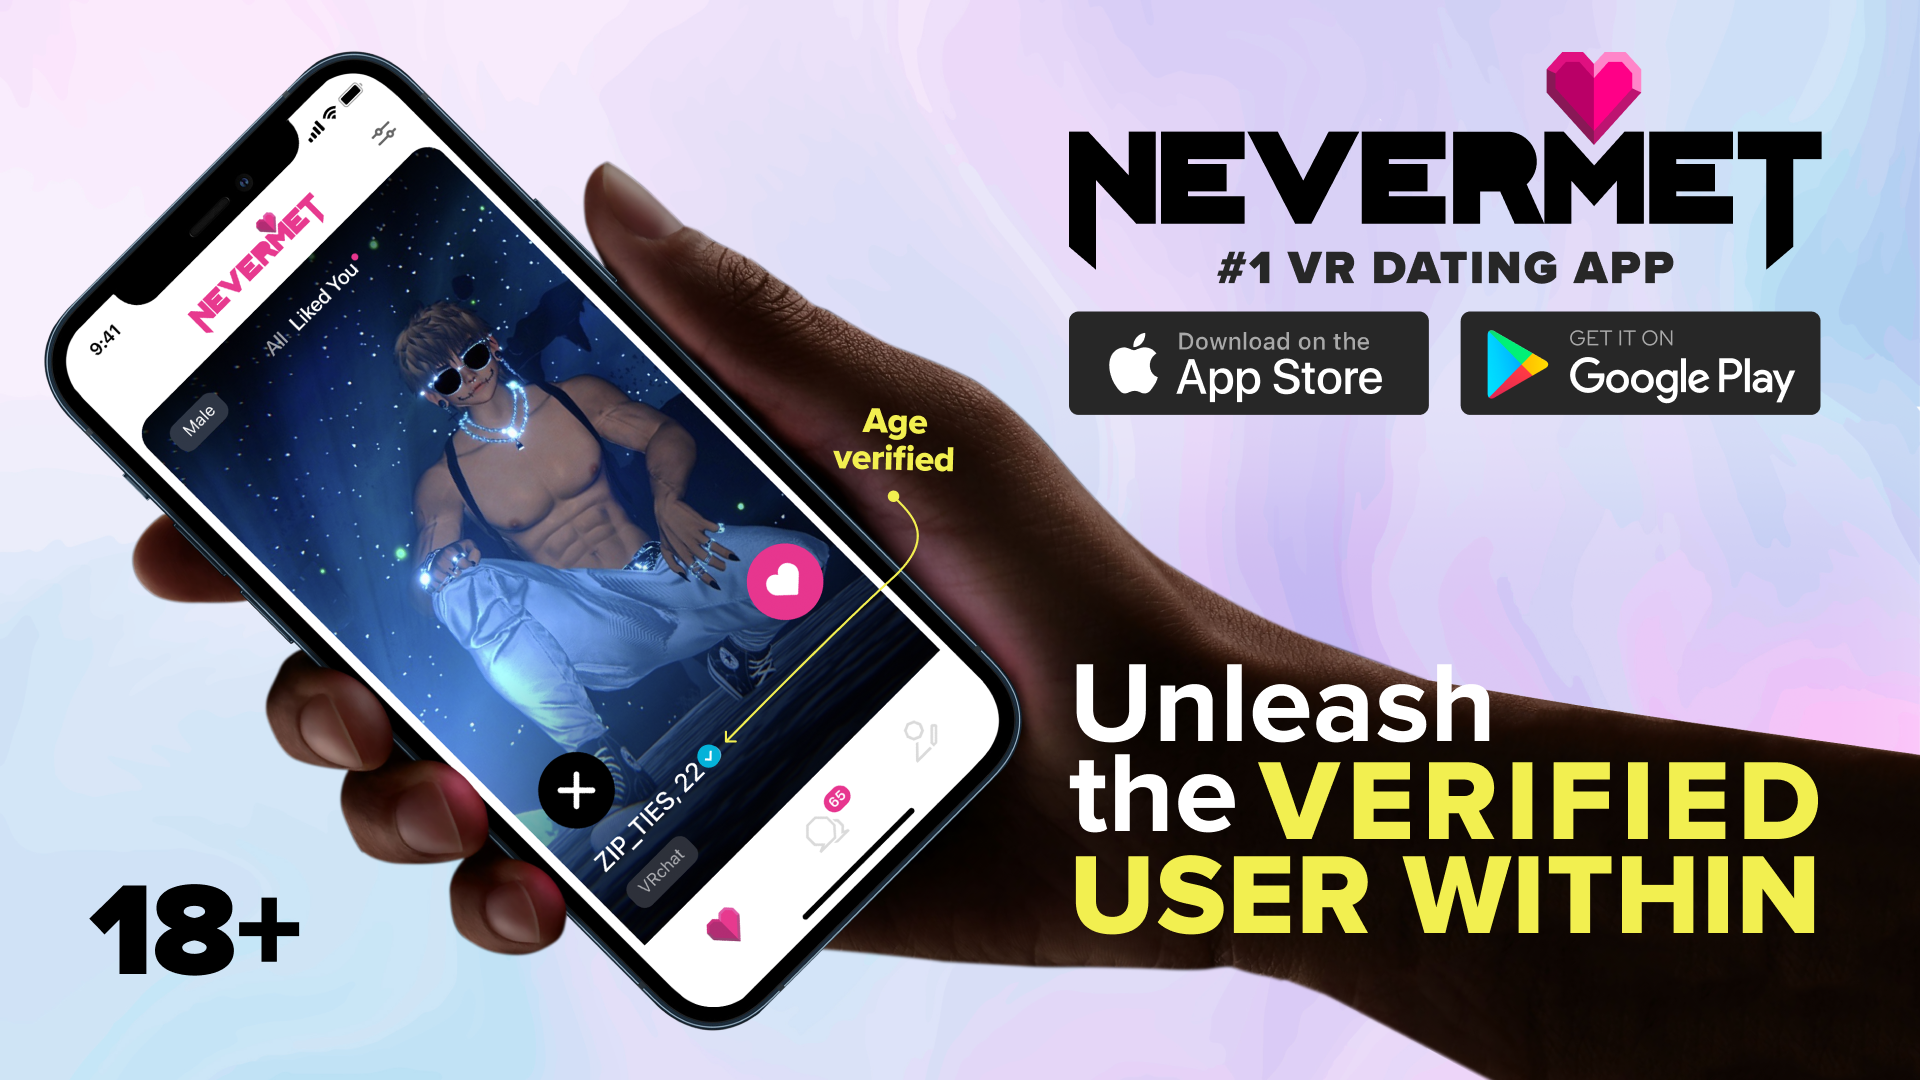 9:41
NEVERMET
All Liked You
Male
ZIP_TIES, 22
VRchat
65
Age
verified
18+
NEVERMET
#1 VR DATING APP
Download on the
App Store
GET IT ON
Google Play
Unleash
the VERIFIED
USER WITHIN